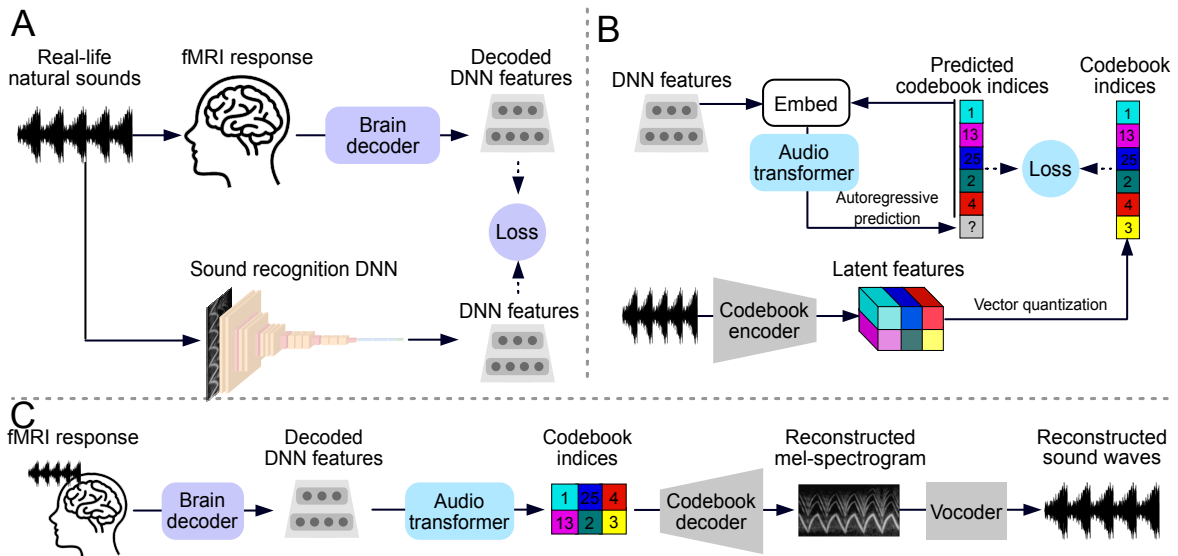 A
Real-life
natural sounds
fMRI response
Brain
decoder
Decoded
DNN features
Loss
Sound recognition DNN
DNN features
B
DNN features
Embed
Audio
transformer
Autoregressive
prediction
Predicted
codebook indices
1
13
25
2
4
?
Loss
Codebook
indices
1
13
25
2
4
3
Codebook
encoder
Latent features
Vector quantization
C
fMRI response
Brain
decoder
Decoded
DNN features
Audio
transformer
Codebook
indices
1 25 4
13 2 3
Codebook
decoder
Reconstructed
mel-spectrogram
Vocoder
Reconstructed
sound waves